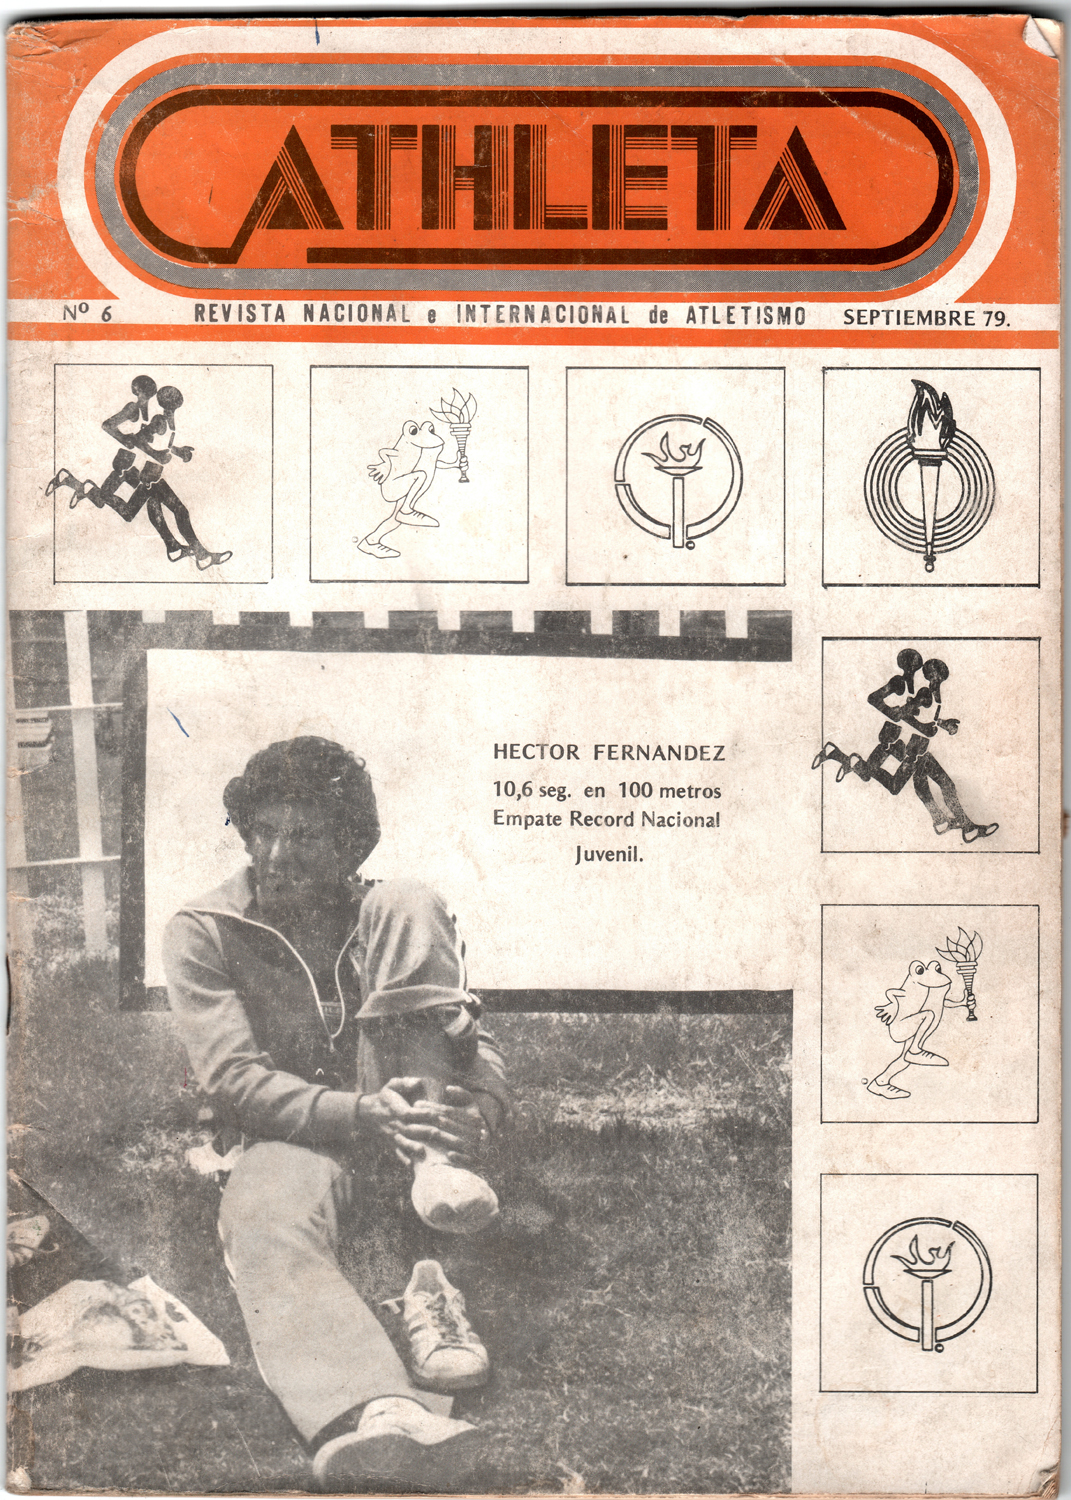 ATHLETA
Nº 6 REVISTA NACIONAL e INTERNACIONAL de ATLETISMO SEPTIEMBRE 79.
HECTOR FERNANDEZ
10,6 seg. en 100 metros
Empate Record Nacional
Juvenil.